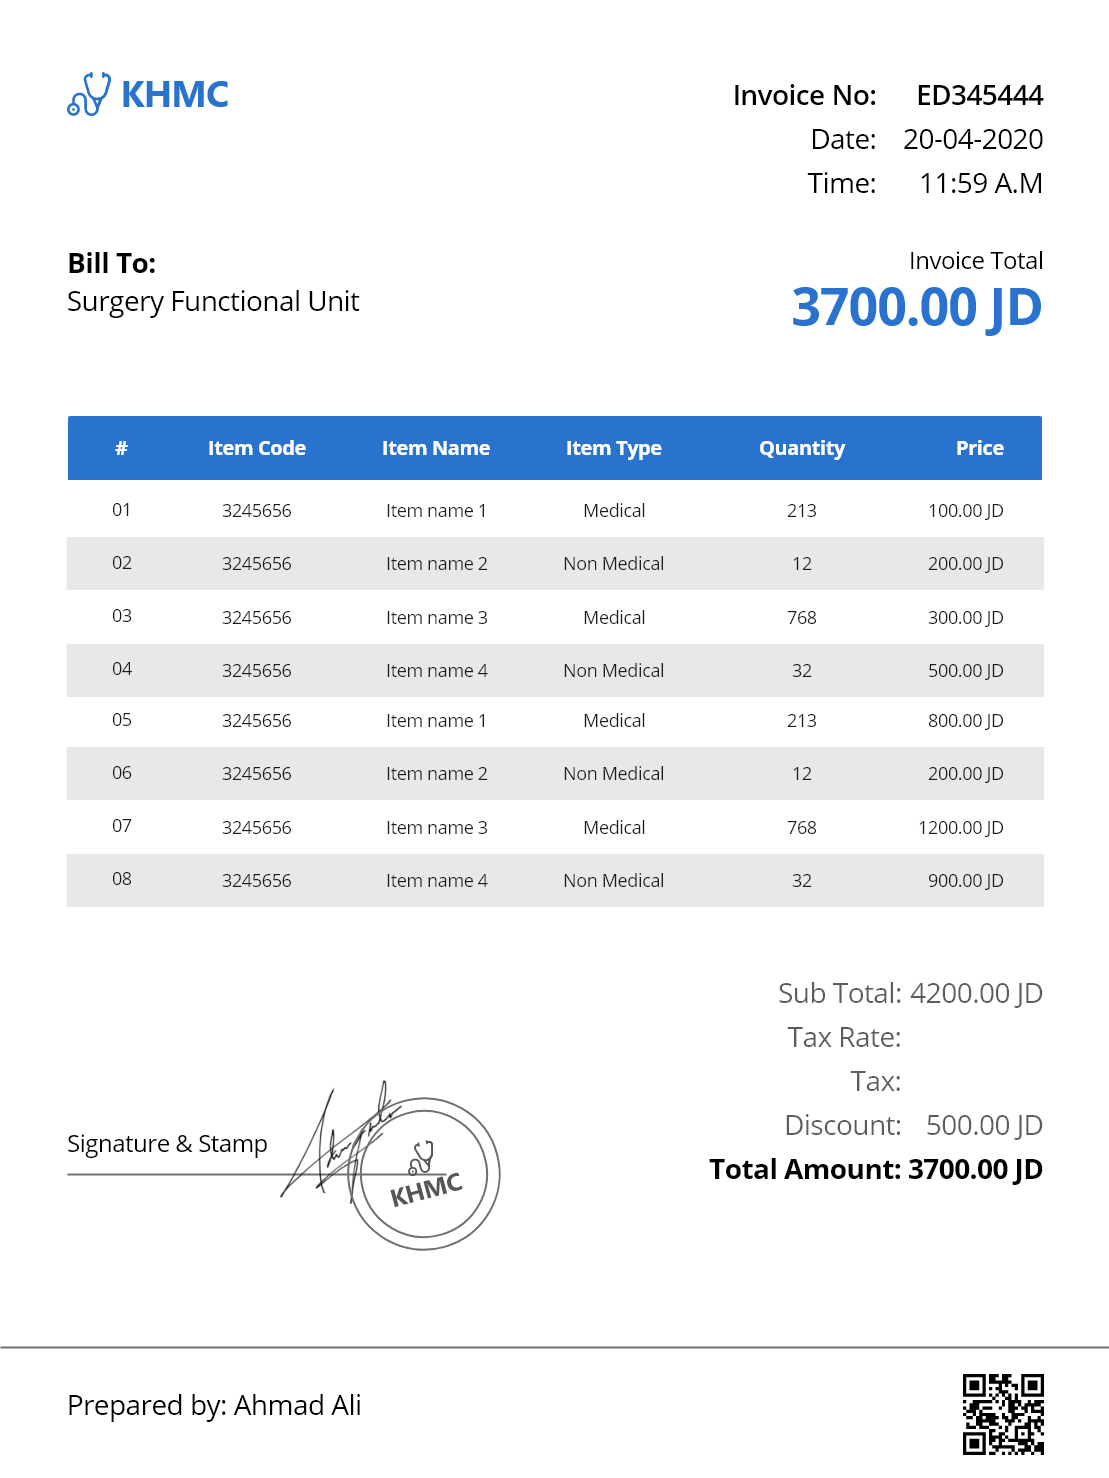 KHMC
Invoice No: ED345444
Date: 20-04-2020
Time: 11:59 A.M
Bill To:
Surgery Functional Unit
Invoice Total
3700.00 JD
# Item Code Item Name Item Type Quantity Price
01 3245656 Item name 1 Medical 213 100.00 JD
02 3245656 Item name 2 Non Medical 12 200.00 JD
03 3245656 Item name 3 Medical 768 300.00 JD
04 3245656 Item name 4 Non Medical 32 500.00 JD
05 3245656 Item name 1 Medical 213 800.00 JD
06 3245656 Item name 2 Non Medical 12 200.00 JD
07 3245656 Item name 3 Medical 768 1200.00 JD
08 3245656 Item name 4 Non Medical 32 900.00 JD
Sub Total: 4200.00 JD
Tax Rate:
Tax:
Discount: 500.00 JD
Total Amount: 3700.00 JD
Signature & Stamp
KHMC
Prepared by: Ahmad Ali